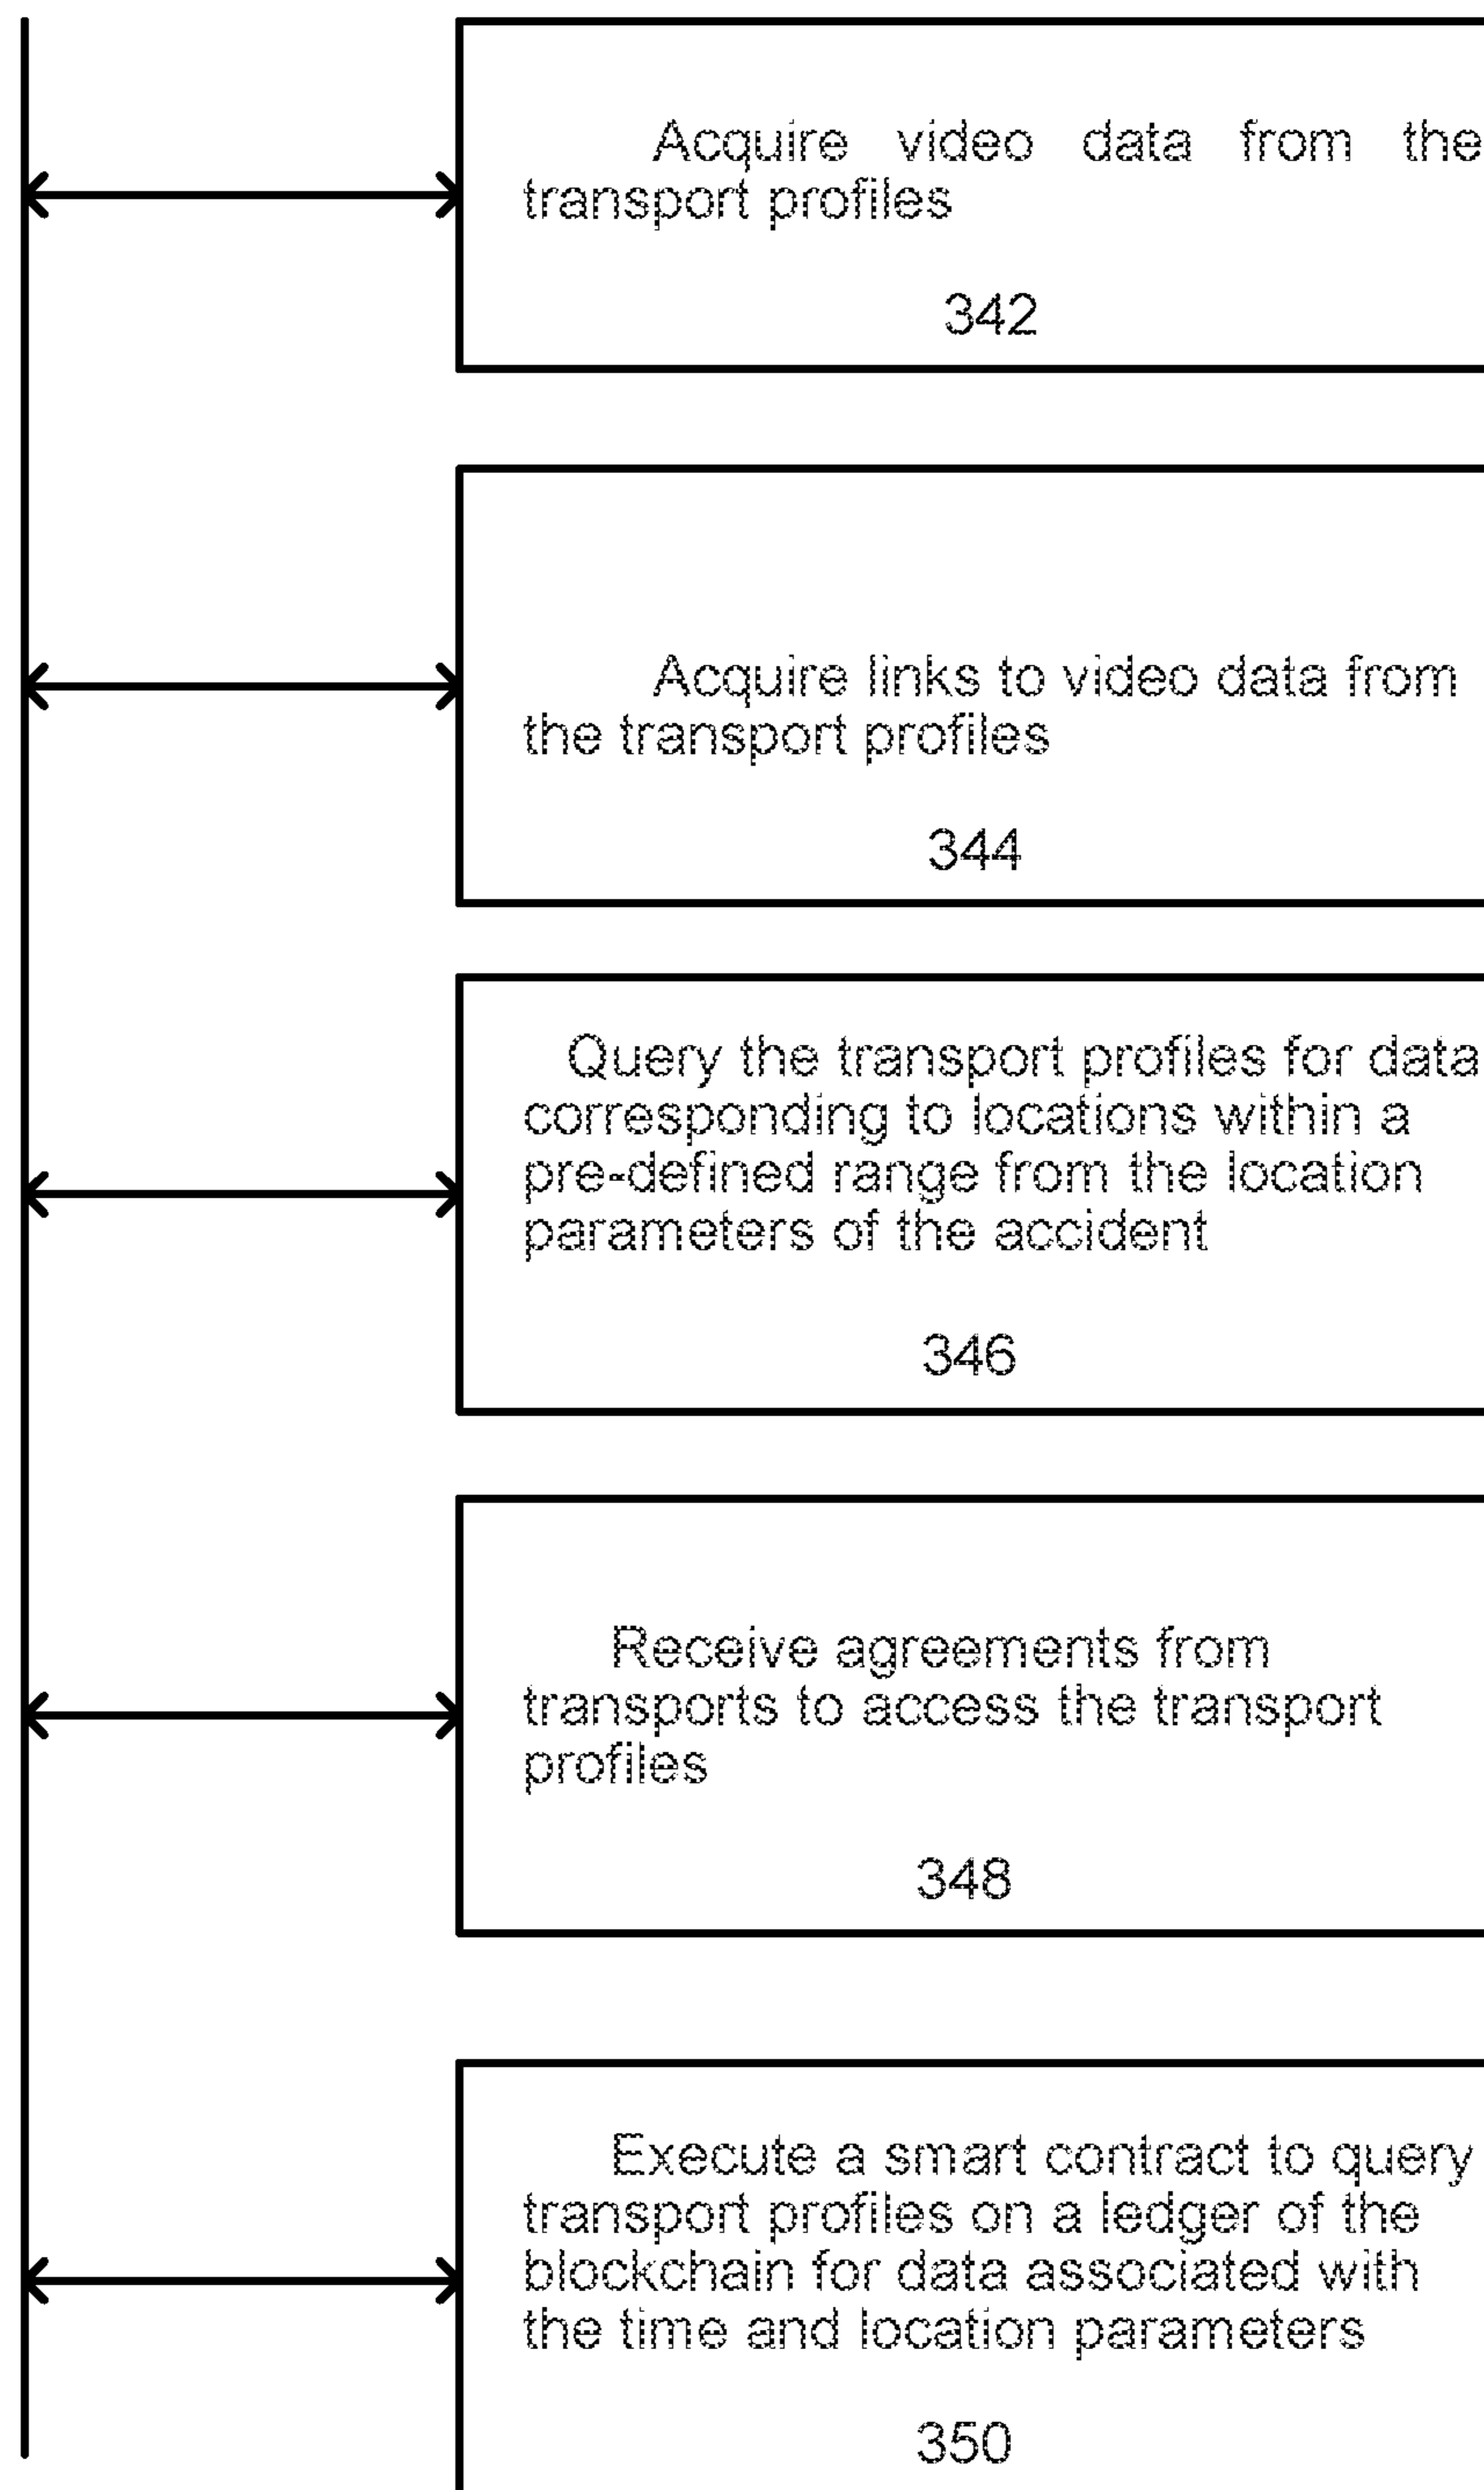 Acquire video data from the
transport profiles
342
Acquire links to video data from
the transport profiles
344
Query the transport profiles for data
corresponding to locations within a
pre-defined range from the location
parameters of the accident
346
Receive agreements from
transports to access the transport
profiles
348
Execute a smart contract to query
transport profiles on a ledger of the
blockchain for data associated with
the time and location parameters
350